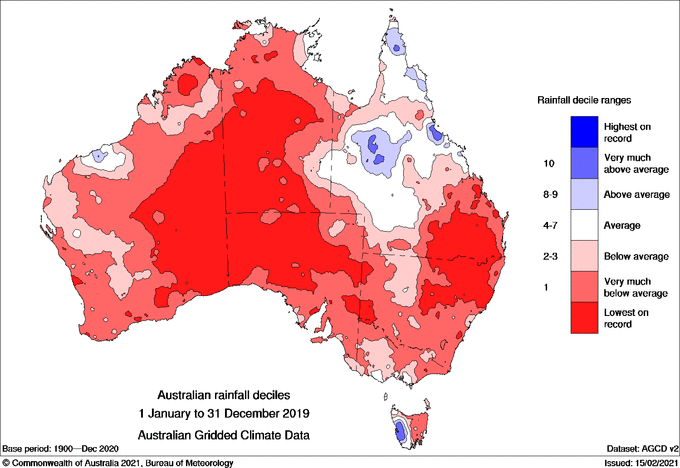 Rainfall decile ranges
Highest on
record
10
Very much
above average
8-9
Above average
4-7
Average
2-3
Below average
1
Very much
below average
Lowest on
record
Australian rainfall deciles
1 January to 31 December 2019
Australian Gridded Climate Data
Base period: 1900—Dec 2020
Dataset: AGCD v2
© Commonwealth of Australia 2021, Bureau of Meteorology
Issued: 15/02/2021